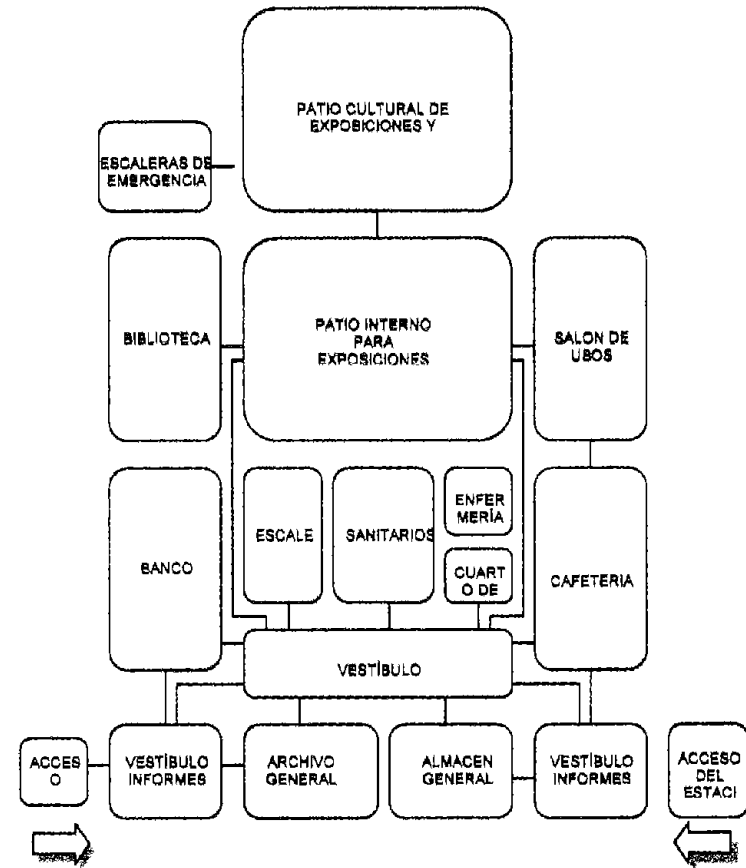 PATIO CULTURAL DE
EXPOSICIONES Y
ESCALERAS DE
EMERGENCIA
BIBLIOTECA
PATIO INTERNO
PARA
EXPOSICIONES
SALON DE
UBOS
BANCO
ESCALE
SANITARIOS
ENFER
MERÍA
CUART
O DE
CAFETERIA
VESTÍBULO
ACCES
O
VESTÍBULO
INFORMES
ARCHIVO
GENERAL
ALMACEN
GENERAL
VESTÍBULO
INFORMES
ACCESO
DEL
ESTACI